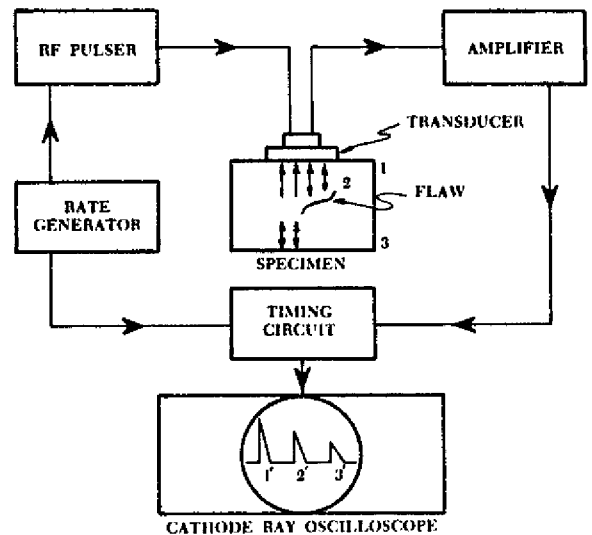 RF PULSER
AMPLIFIER
TRANSDUCER
1
2
FLAW
RATE
GENERATOR
3
SPECIMEN
TIMING
CIRCUIT
1'
2'
3'
CATHODE RAY OSCILLOSCOPE